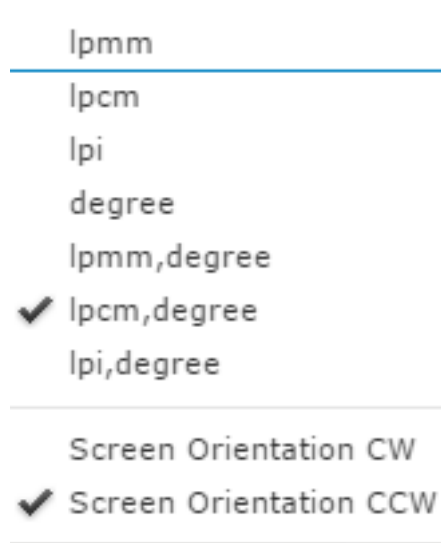 lpmm
lpcm
lpi
degree
lpmm,degree
lpcm,degree
lpi,degree
Screen Orientation CW
Screen Orientation CCW